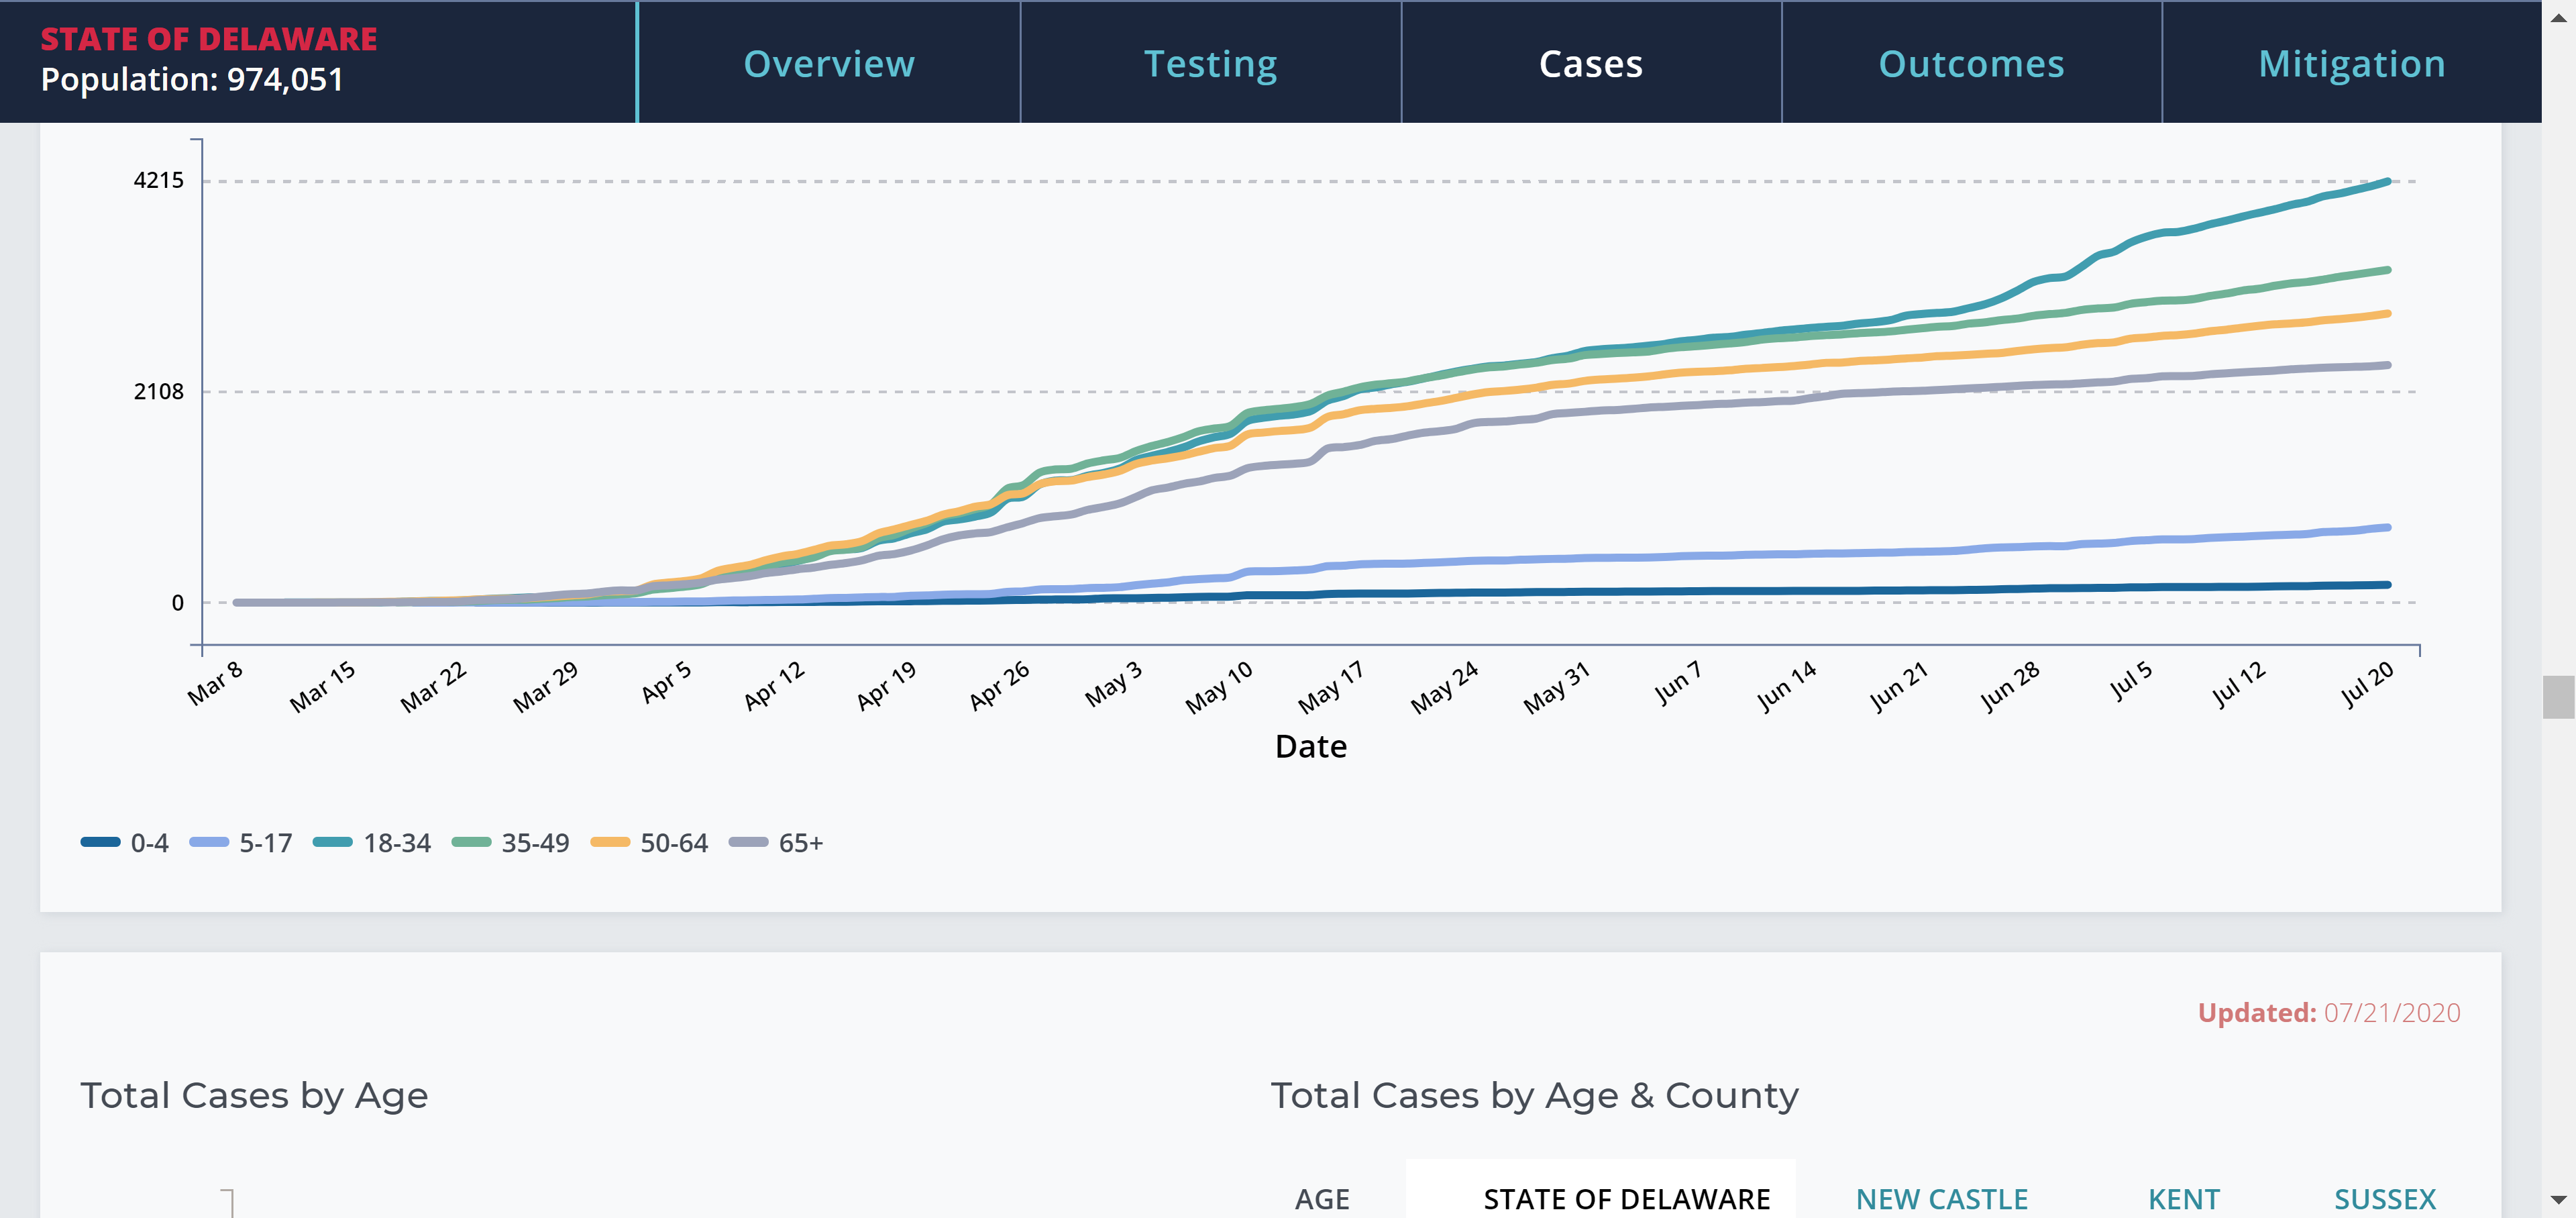 STATE OF DELAWARE
Population: 974,051
Overview
Testing
Cases
Outcomes
Mitigation
4215
2108
0
Mar 8
Mar 15
Mar 22
Mar 29
Apr 5
Apr 12
Apr 19
Apr 26
May 3
May 10
May 17
May 24
May 31
Jun 7
Jun 14
Jun 21
Jun 28
Jul 5
Jul 12
Jul 20
Date
0-4 5-17 18-34 35-49 50-64 65+
Updated: 07/21/2020
Total Cases by Age
Total Cases by Age & County
AGE STATE OF DELAWARE NEW CASTLE KENT SUSSEX